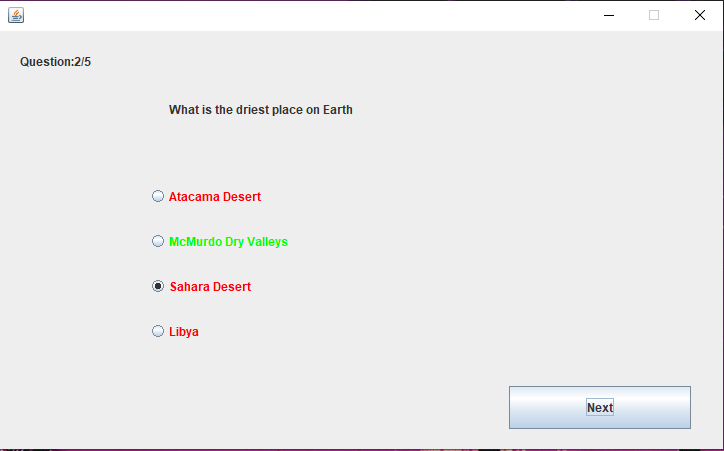 Question:2/5
What is the driest place on Earth
Atacama Desert
McMurdo Dry Valleys
Sahara Desert
Libya
Next